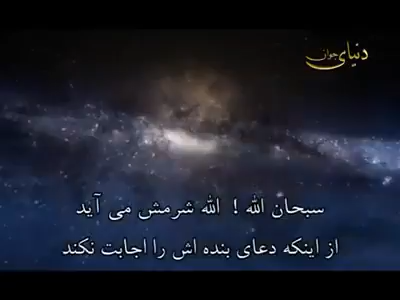 دنیای جوان
سبحان الله ! الله شرمش می آید
از اینکه دعای بنده اش را اجابت نکند